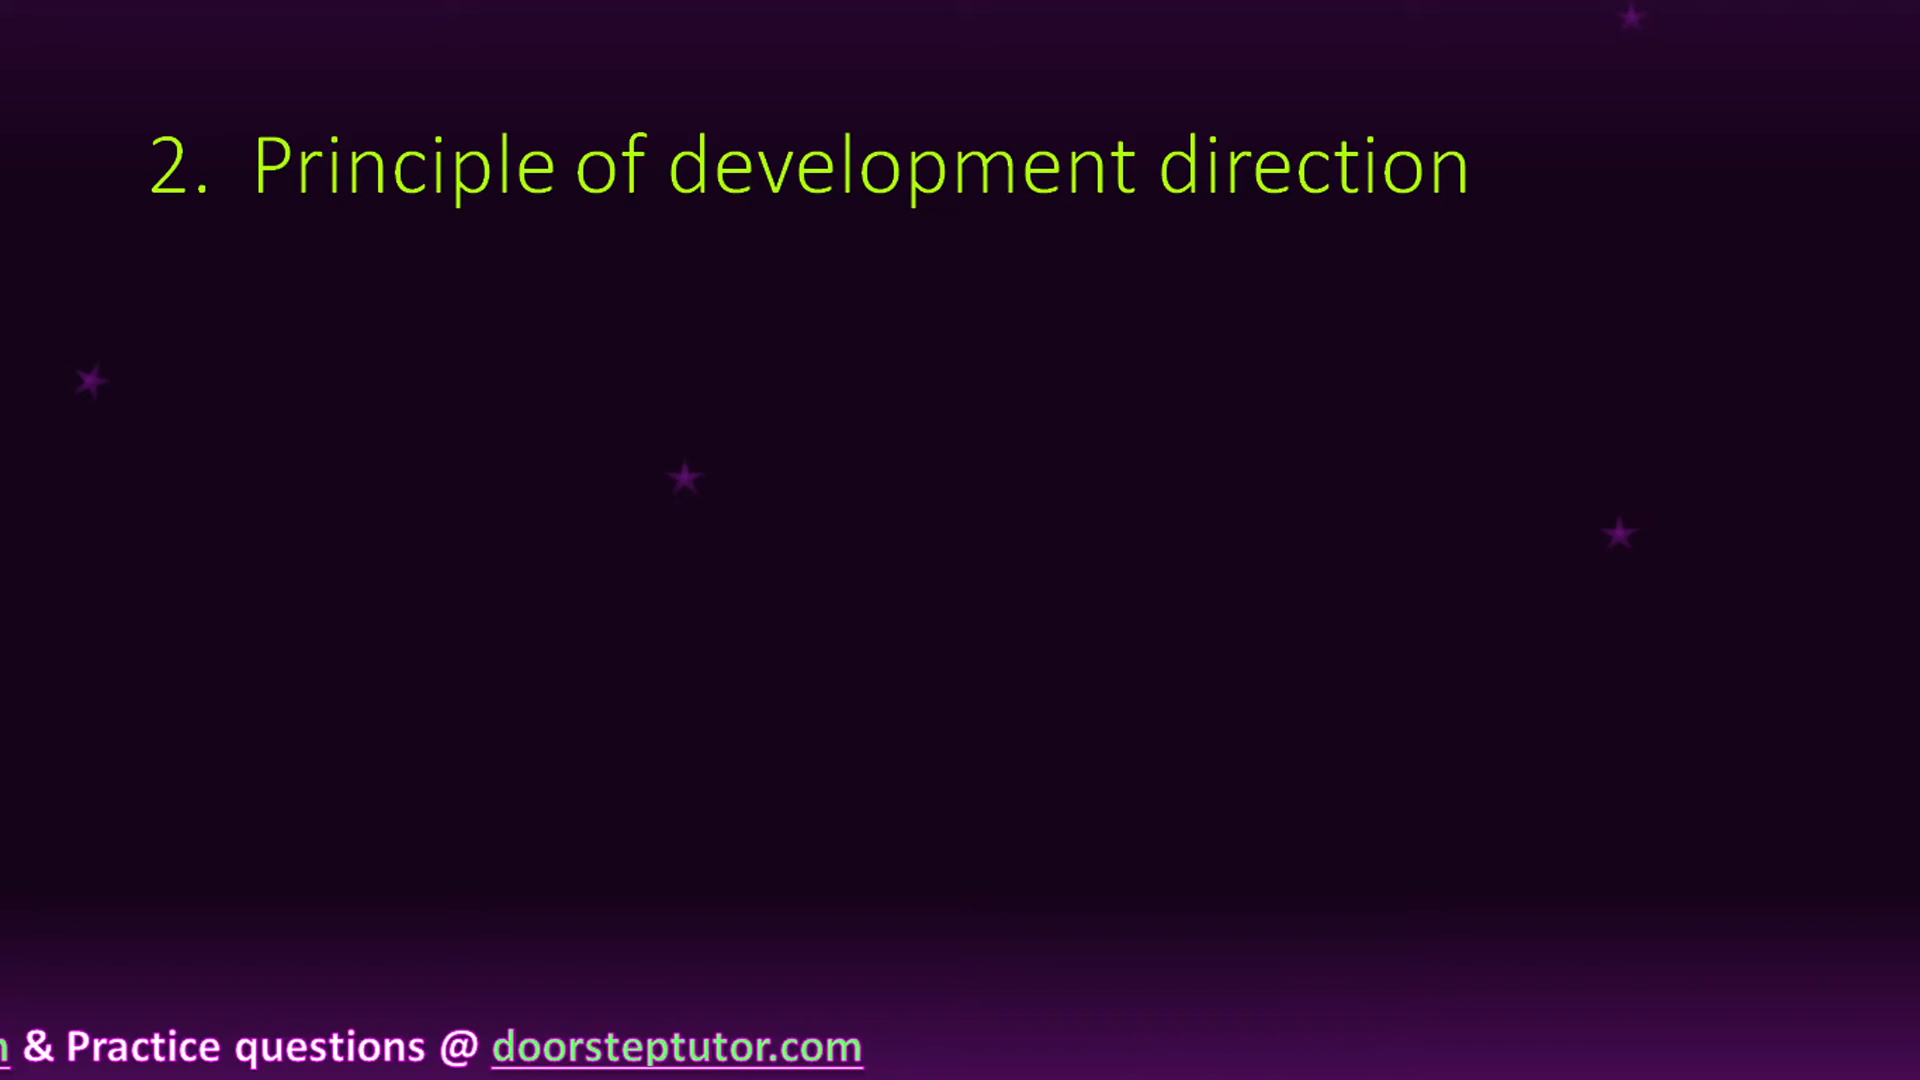 2. Principle of development direction
& Practice questions @ doorsteptutor.com